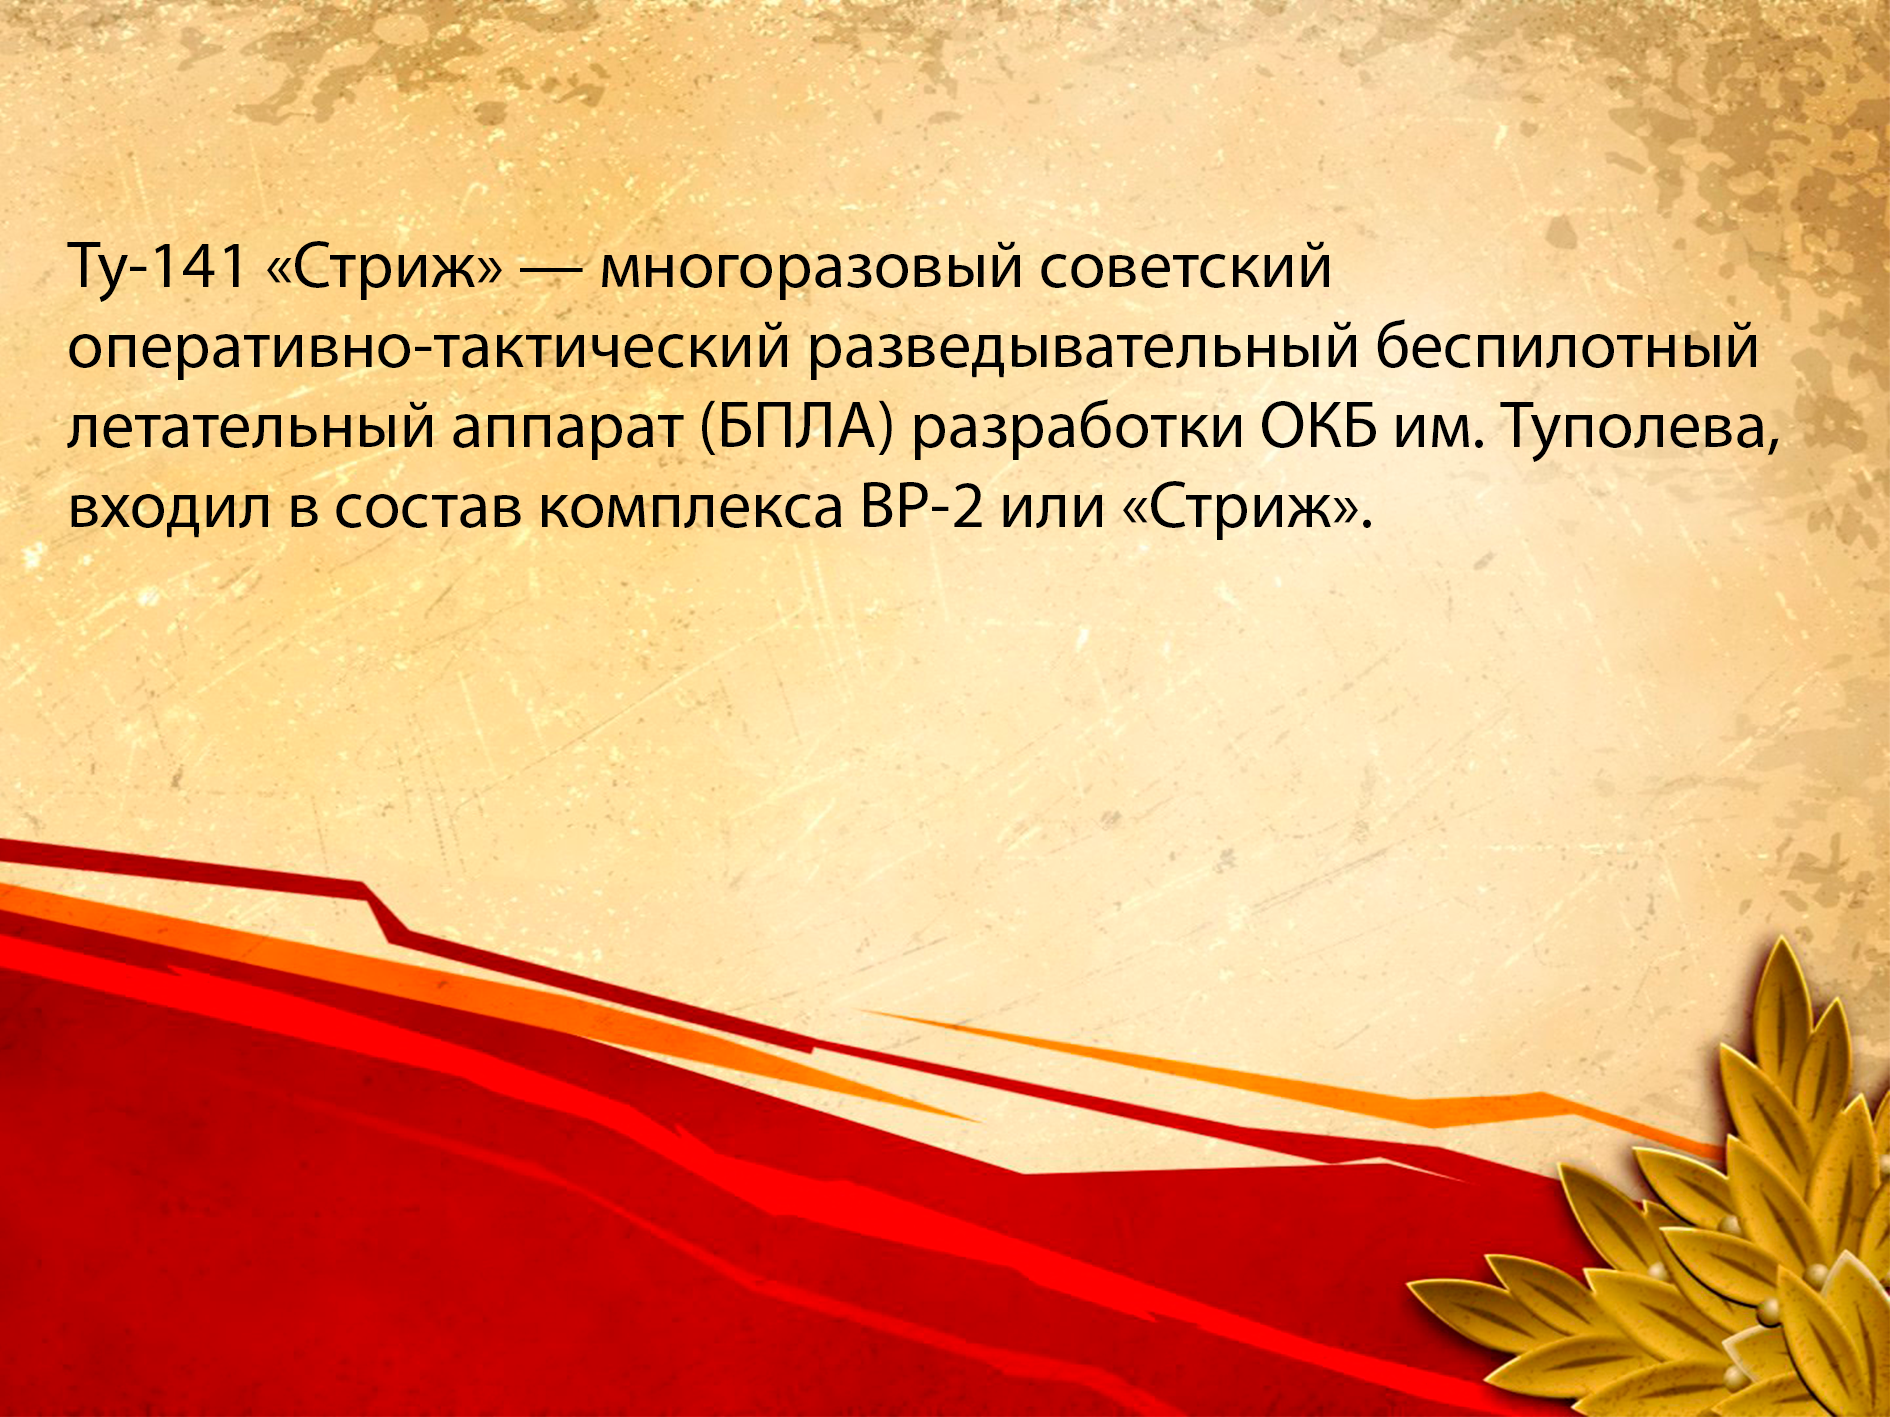 Ту-141 «Стриж» — многоразовый советский
оперативно-тактический разведывательный беспилотный
летательный аппарат (БПЛА) разработки ОКБ им. Туполева,
входил в состав комплекса ВР-2 или «Стриж».